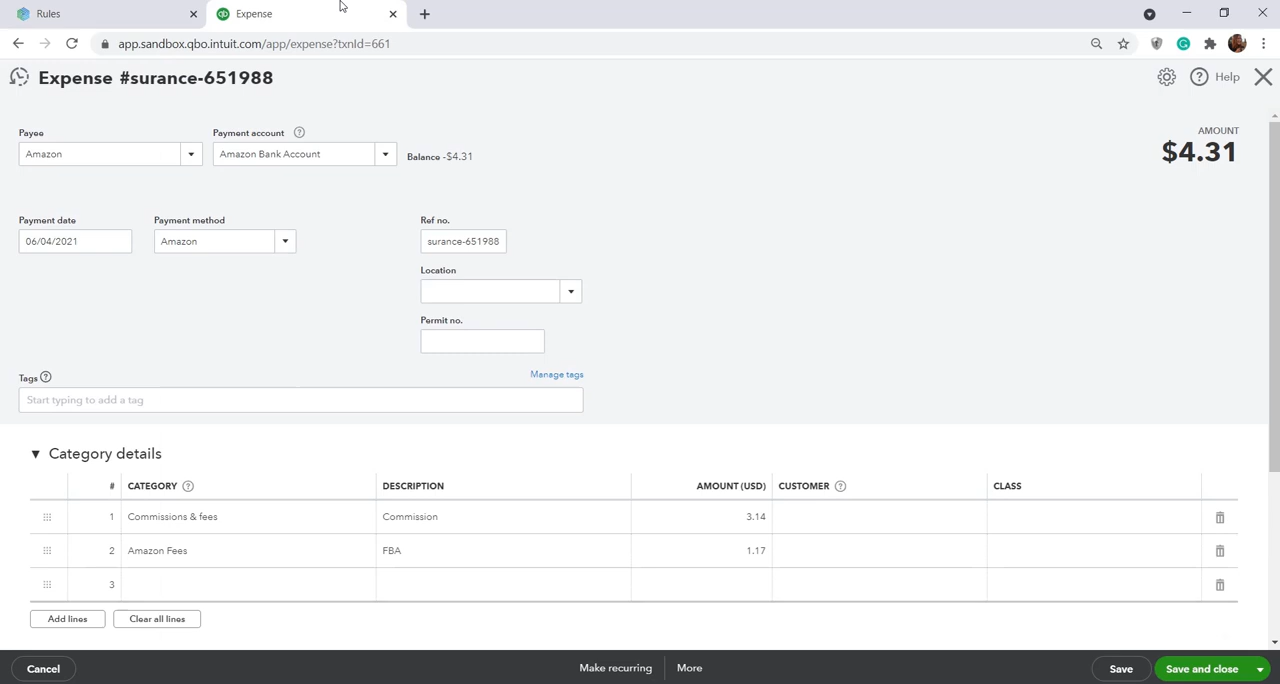 Rules
Expense
app.sandbox.qbo.intuit.com/app/expense?txnId=661
Expense #surance-651988
Help
Payee
Payment account
AMOUNT
Amazon
Amazon Bank Account
Balance -$4.31
$4.31
Payment date
Payment method
Ref no.
06/04/2021
Amazon
surance-651988
Location
Permit no.
Tags
Manage tags
Start typing to add a tag
Category details
# CATEGORY DESCRIPTION AMOUNT (USD) CUSTOMER CLASS
1 Commissions & fees Commission 3.14
2 Amazon Fees FBA 1.17
3
Add lines
Clear all lines
Cancel
Make recurring
More
Save
Save and close